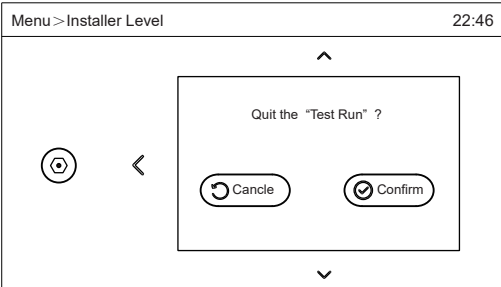 Menu＞Installer Level
22:46
Quit the “Test Run” ?
Cancle
Confirm